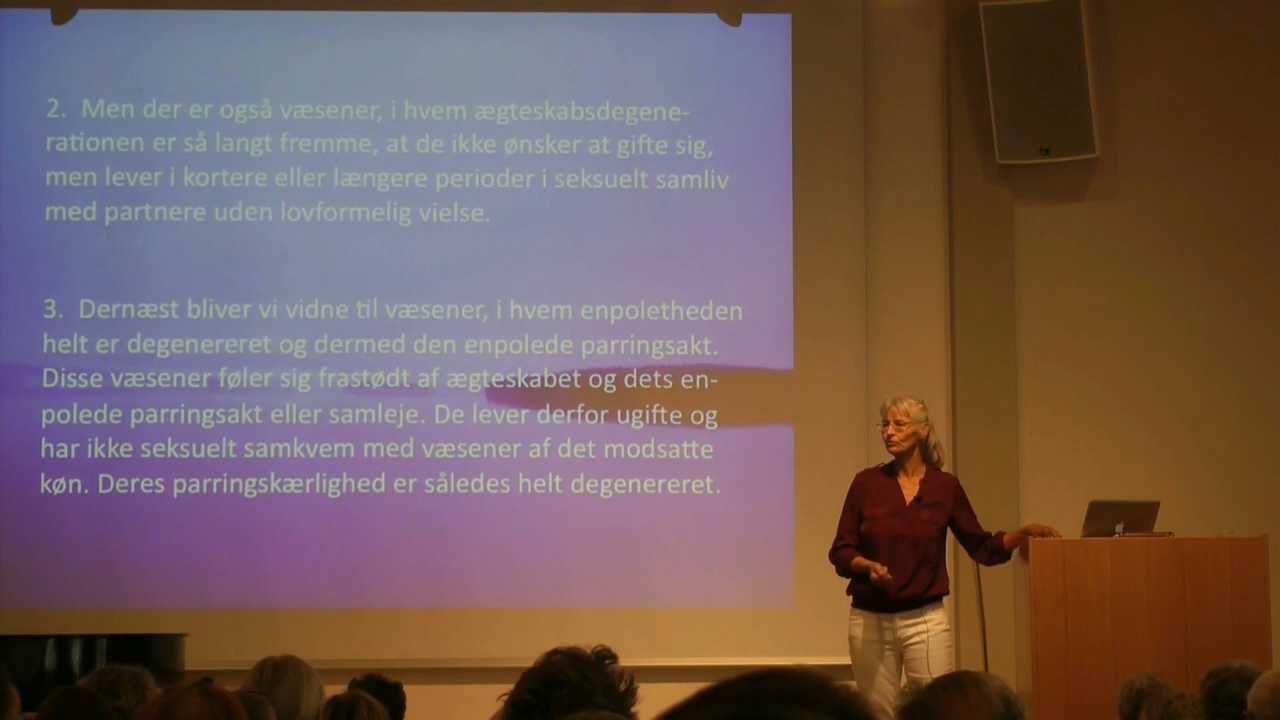 2. Men der er også væsener, i hvem ægteskabsdegene-
rationen er så langt fremme, at de ikke ønsker at gifte sig,
men lever i kortere eller længere perioder i seksuelt samliv
med partnere uden lovformelig vielse.
3. Dernæst bliver vi vidne til væsener, i hvem enpoletheden
helt er degenereret og dermed den enpolede parringsakt.
Disse væsener føler sig frastødt af ægteskabet og dets en-
polede parringsakt eller samleje. De lever derfor ugifte og
har ikke seksuelt samkvem med væsener af det modsatte
køn. Deres parringskærlighed er således helt degenereret.